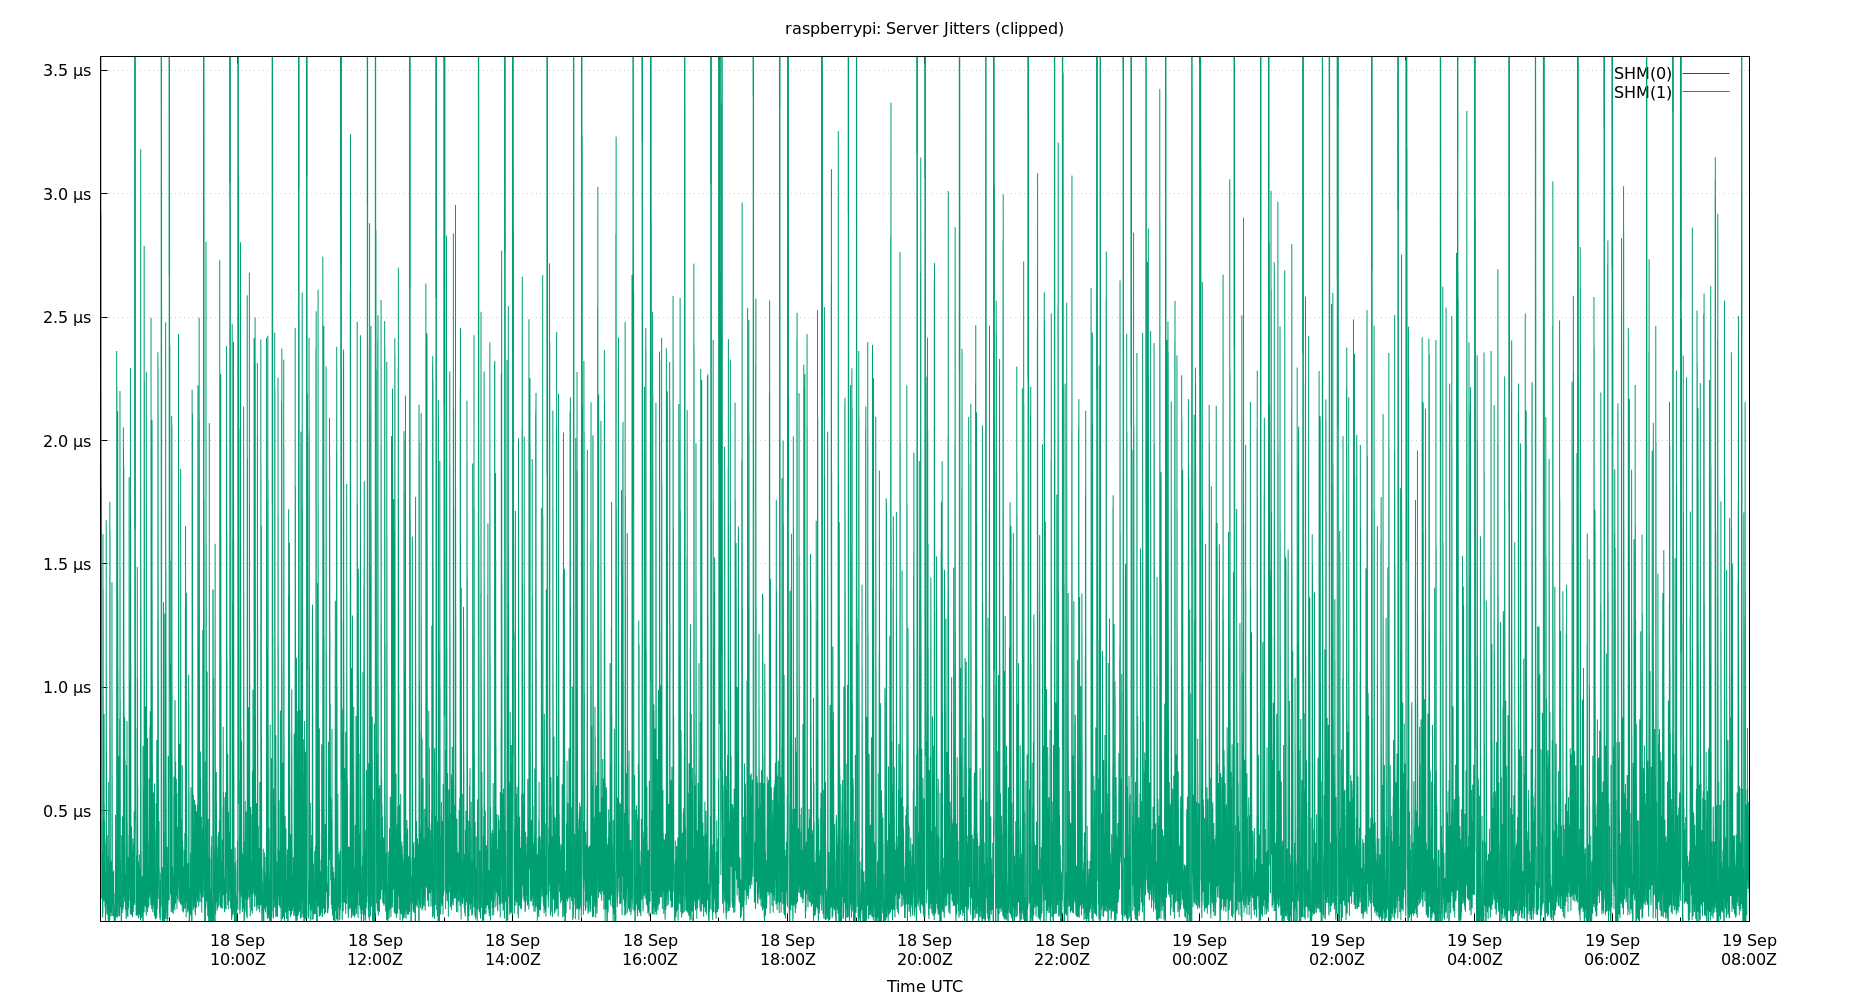 raspberrypi: Server Jitters (clipped)
3.5 µs
3.0 µs
2.5 µs
2.0 µs
1.5 µs
1.0 µs
0.5 µs
SHM(0)
SHM(1)
18 Sep 18 Sep 18 Sep 18 Sep 18 Sep 18 Sep 18 Sep 19 Sep 19 Sep 19 Sep 19 Sep 19 Sep
10:00Z 12:00Z 14:00Z 16:00Z 18:00Z 20:00Z 22:00Z 00:00Z 02:00Z 04:00Z 06:00Z 08:00Z
Time UTC